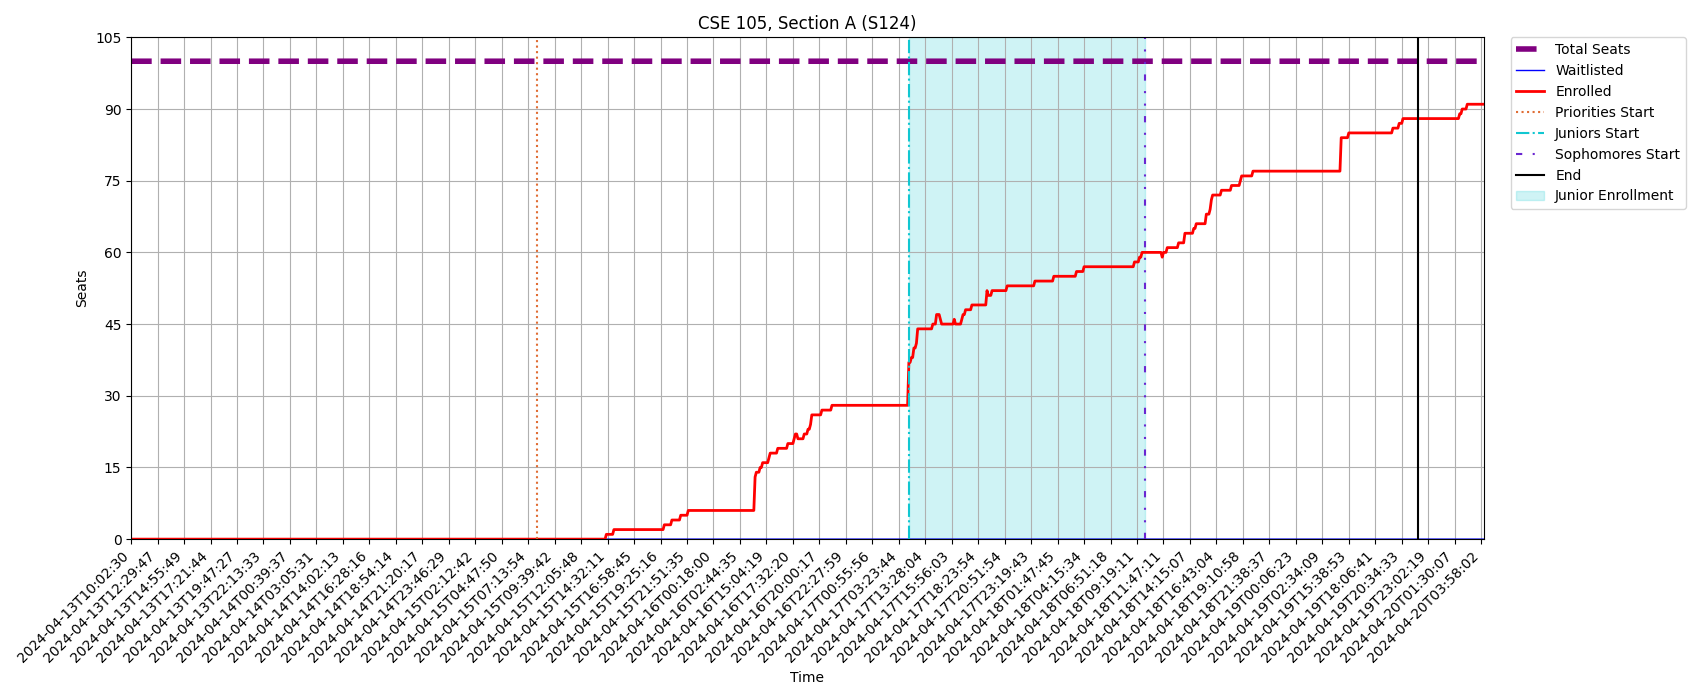 CSE 105, Section A (S124)
105
90
75
60
45
30
15
0
Seats
2024-04-13T10:02:30
2024-04-13T12:29:47
2024-04-13T14:55:49
2024-04-13T17:21:44
2024-04-13T19:47:27
2024-04-13T22:13:33
2024-04-14T00:39:37
2024-04-14T03:05:31
2024-04-14T14:02:13
2024-04-14T16:28:16
2024-04-14T18:54:14
2024-04-14T21:20:17
2024-04-14T23:46:29
2024-04-15T02:12:42
2024-04-15T04:47:50
2024-04-15T07:13:54
2024-04-15T09:39:42
2024-04-15T12:05:48
2024-04-15T14:32:11
2024-04-15T16:58:45
2024-04-15T19:25:16
2024-04-15T21:51:35
2024-04-16T00:18:00
2024-04-16T02:44:35
2024-04-16T15:04:19
2024-04-16T17:32:20
2024-04-16T20:00:17
2024-04-16T22:27:59
2024-04-17T00:55:56
2024-04-17T03:23:44
2024-04-17T13:28:04
2024-04-17T15:56:03
2024-04-17T18:23:54
2024-04-17T20:51:54
2024-04-17T23:19:43
2024-04-18T01:47:45
2024-04-18T04:15:34
2024-04-18T06:51:18
2024-04-18T09:19:11
2024-04-18T11:47:11
2024-04-18T14:15:07
2024-04-18T16:43:04
2024-04-18T19:10:58
2024-04-18T21:38:37
2024-04-19T00:06:23
2024-04-19T02:34:09
2024-04-19T15:38:53
2024-04-19T18:06:41
2024-04-19T20:34:33
2024-04-19T23:02:19
2024-04-20T01:30:07
2024-04-20T03:58:02
Time
Total Seats
Waitlisted
Enrolled
Priorities Start
Juniors Start
Sophomores Start
End
Junior Enrollment